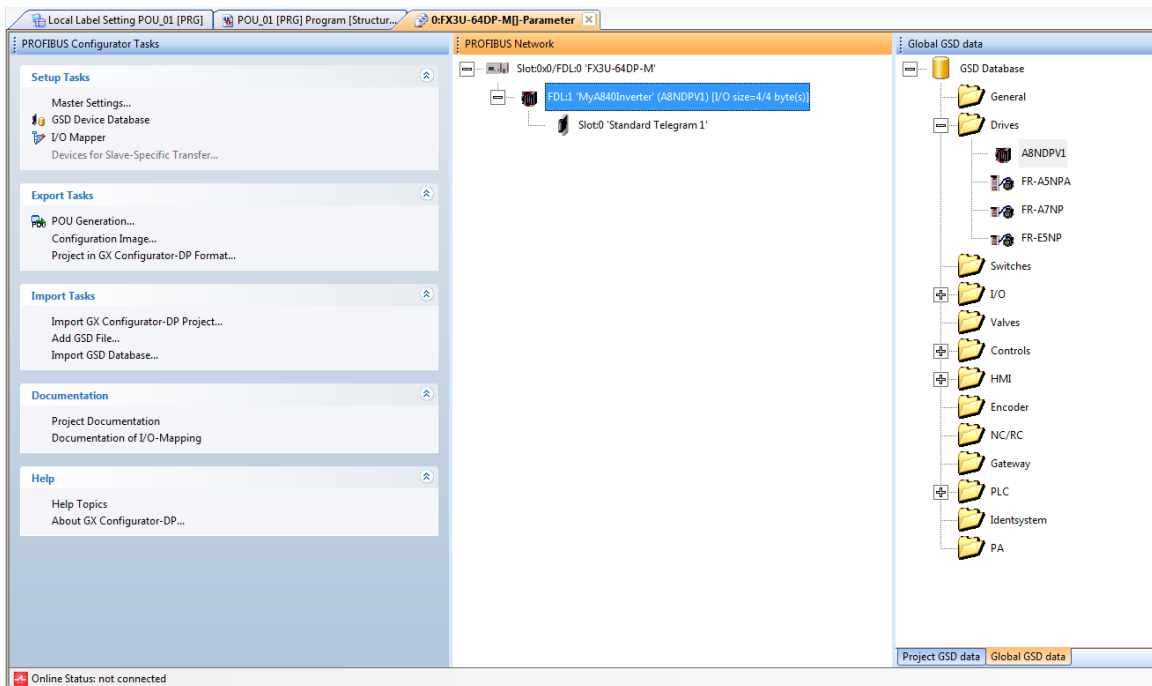 Local Label Setting POU_01 [PRG]
POU_01 [PRG] Program [Structur...
0:FX3U-64DP-M[]-Parameter
PROFIBUS Configurator Tasks
Setup Tasks
Master Settings...
GSD Device Database
I/O Mapper
Devices for Slave-Specific Transfer...
Export Tasks
POU Generation...
Configuration Image...
Project in GX Configurator-DP Format...
Import Tasks
Import GX Configurator-DP Project...
Add GSD File...
Import GSD Database...
Documentation
Project Documentation
Documentation of I/O-Mapping
Help
Help Topics
About GX Configurator-DP...
PROFIBUS Network
Slot:0x0/FDL:0 'FX3U-64DP-M'
FDL:1 'MyA840Inverter' (A8NDPV1) [I/O size=4/4 byte(s)]
Slot:0 'Standard Telegram 1'
Global GSD data
GSD Database
General
Drives
A8NDPV1
FR-A5NPA
FR-A7NP
FR-E5NP
Switches
I/O
Valves
Controls
HMI
Encoder
NC/RC
Gateway
PLC
Identsystem
PA
Project GSD data
Global GSD data
Online Status: not connected